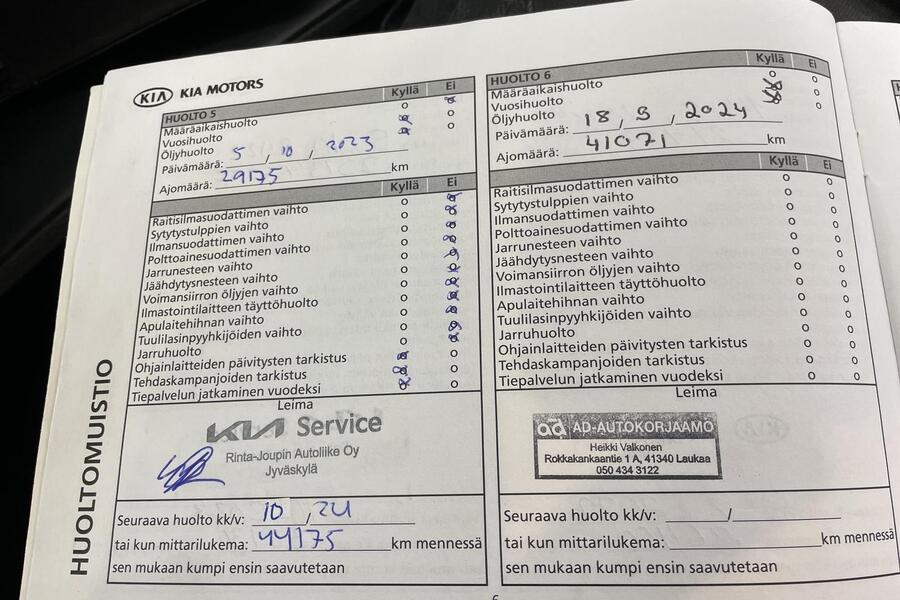 KIA KIA MOTORS
HUOLTO 5 Kyllä Ei
Määräaikaishuolto o o
Vuosihuolto o o
Öljyhuolto
Päivämäärä: 5 , 10 , 2023
Ajomäärä: 29175 km
Kyllä Ei
Raitisilmasuodattimen vaihto o o
Sytytystulppien vaihto o o
Ilmansuodattimen vaihto o o
Polttoainesuodattimen vaihto o o
Jarrunesteen vaihto o o
Jäähdytysnesteen vaihto o o
Voimansiirron öljyjen vaihto o o
Ilmastointilaitteen täyttöhuolto o o
Apulaitehihnan vaihto o o
Tuulilasinpyyhkijöiden vaihto o o
Jarruhuolto o o
Ohjainlaitteiden päivitysten tarkistus o o
Tehdaskampanjoiden tarkistus o o
Tiepalvelun jatkaminen vuodeksi o o
Leima
KIA Service
Rinta-Joupin Autoliike Oy
Jyväskylä
Seuraava huolto kk/v: 10 / 24
tai kun mittarilukema: 44175 km mennessä
sen mukaan kumpi ensin saavutetaan
HUOLTOMUISTIO
HUOLTO 6 Kyllä Ei
Määräaikaishuolto o o
Vuosihuolto o o
Öljyhuolto o o
Päivämäärä: 18 , 9 , 2024
Ajomäärä: 41071 km
Kyllä Ei
Raitisilmasuodattimen vaihto o o
Sytytystulppien vaihto o o
Ilmansuodattimen vaihto o o
Polttoainesuodattimen vaihto o o
Jarrunesteen vaihto o o
Jäähdytysnesteen vaihto o o
Voimansiirron öljyjen vaihto o o
Ilmastointilaitteen täyttöhuolto o o
Apulaitehihnan vaihto o o
Tuulilasinpyyhkijöiden vaihto o o
Jarruhuolto o o
Ohjainlaitteiden päivitysten tarkistus o o
Tehdaskampanjoiden tarkistus o o
Tiepalvelun jatkaminen vuodeksi o o
Leima
ad AD-AUTOKORJAAMO
Heikki Valkonen
Rokkakankaantie 1 A, 41340 Laukaa
050 434 3122
Seuraava huolto kk/v: /
tai kun mittarilukema: km mennessä
sen mukaan kumpi ensin saavutetaan